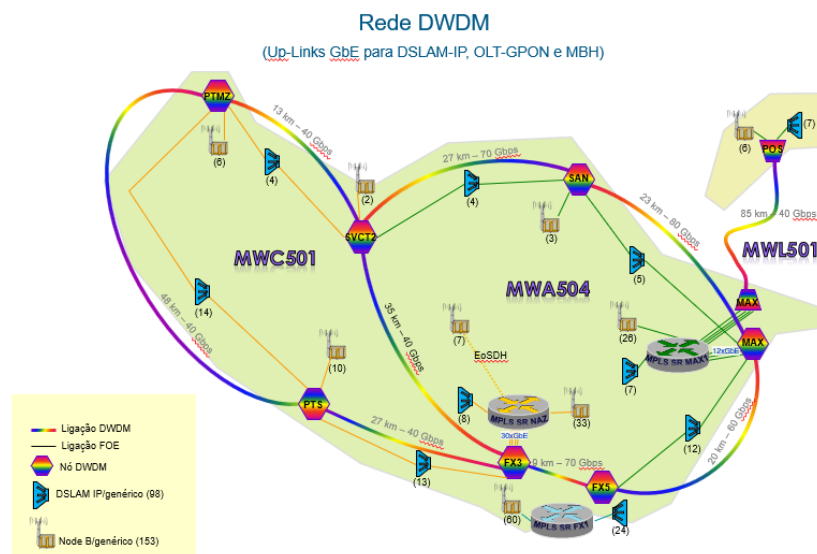 Rede DWDM
(Up-Links GbE para DSLAM-IP, OLT-GPON e MBH)
PTMZ
13 km – 40 Gbps
(6)
(4)
(2)
27 km – 70 Gbps
(6)
(7)
POS
SAN
(4)
(3)
SVCT2
23 km – 80 Gbps
85 km – 40 Gbps
MWC501
MWA504
MWL501
(5)
48 km – 40 Gbps
(14)
35 km – 40 Gbps
(7)
EoSDH
(26)
MAX
MAX
12xGbE
MPLS SR MAX1
(7)
(10)
PTS
(8)
MPLS SR NAZ
(33)
30xGbE
(12)
27 km – 40 Gbps
(13)
FX3
9 km – 70 Gbps
FX5
20 km – 60 Gbps
(60)
MPLS SR FX1
(24)
Ligação DWDM
Ligação FOE
Nó DWDM
DSLAM IP/genérico (98)
Node B/genérico (153)